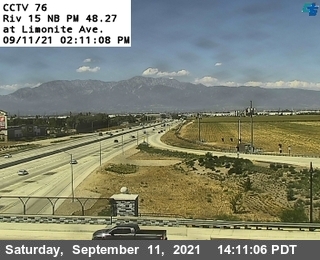 CCTV 76
Riv 15 NB PM 48.27
at Limonite Ave.
09/11/21 02:11:08 PM
Saturday, September 11, 2021 14:11:06 PDT